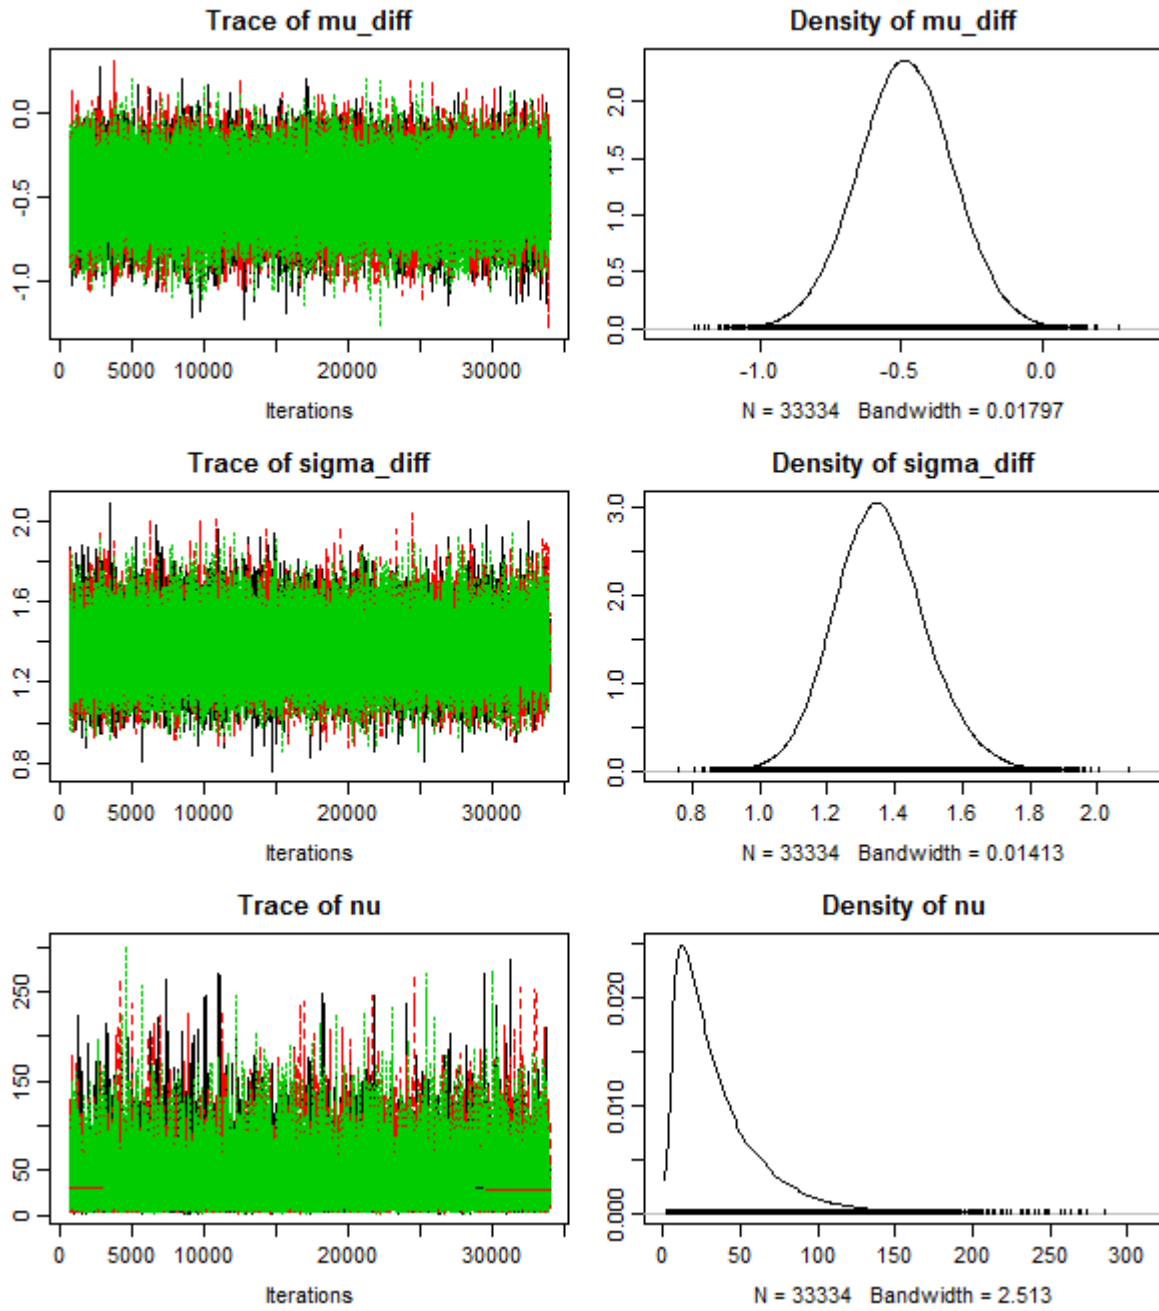 Trace of mu_diff
0.0
-0.5
-1.0
0 5000 10000 20000 30000
Iterations
Density of mu_diff
2.0
1.5
1.0
0.5
0.0
-1.0 -0.5 0.0
N = 33334 Bandwidth = 0.01797
Trace of sigma_diff
2.0
1.6
1.2
0.8
0 5000 10000 20000 30000
Iterations
Density of sigma_diff
3.0
2.0
1.0
0.0
0.8 1.0 1.2 1.4 1.6 1.8 2.0
N = 33334 Bandwidth = 0.01413
Trace of nu
250
150
50
0
0 5000 10000 20000 30000
Iterations
Density of nu
0.020
0.010
0.000
0 50 100 150 200 250 300
N = 33334 Bandwidth = 2.513